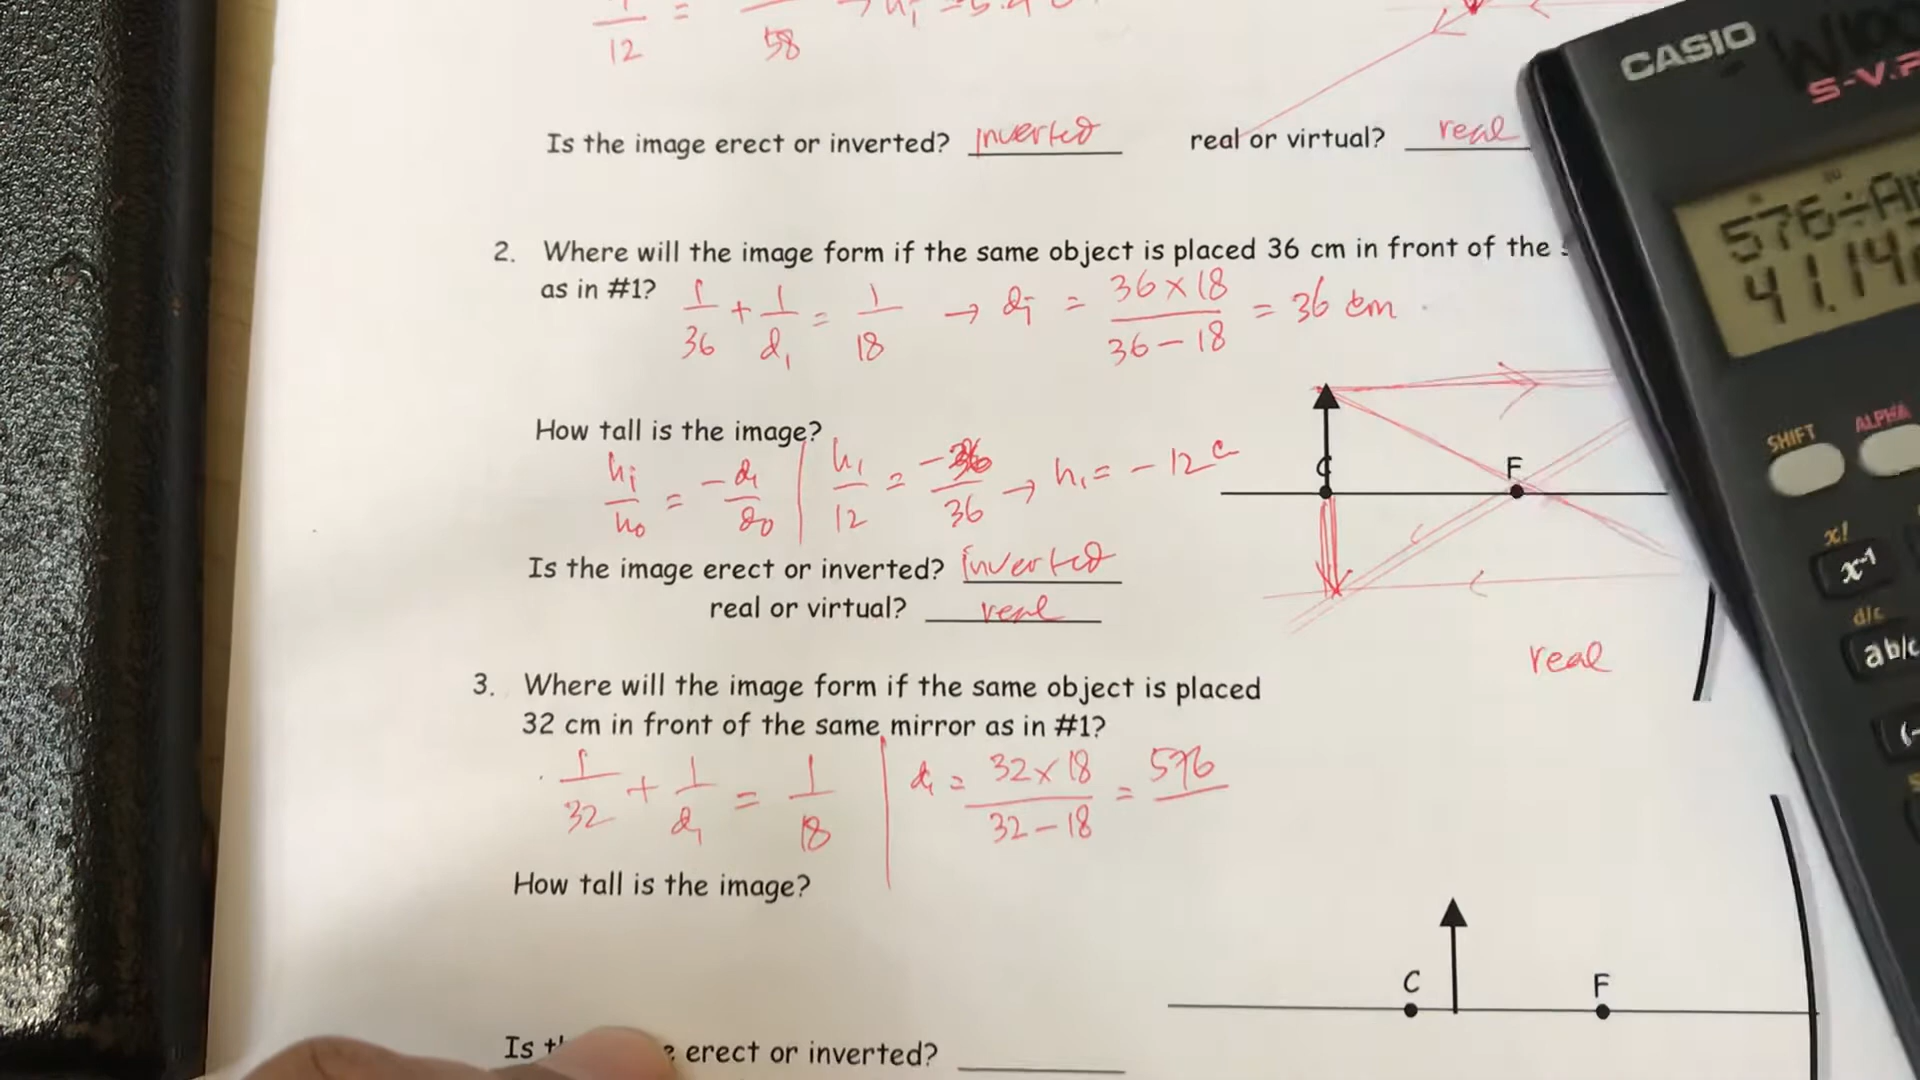 12 = 58 → hi
Is the image erect or inverted? Inverted real or virtual? real
2. Where will the image form if the same object is placed 36 cm in front of the
as in #1? 1/36 + 1/di = 1/18 → di = 36×18/36−18 = 36 cm
How tall is the image?
hi/ho = −di/do | hi/12 = −36/36 → hi = −12 c
C F
Is the image erect or inverted? inverted
real or virtual? real
real
3. Where will the image form if the same object is placed
32 cm in front of the same mirror as in #1?
1/32 + 1/di = 1/18 | di = 32×18/32−18 = 576
How tall is the image?
C F
Is erect or inverted?
CASIO
S-V.P
576÷An
41.14
SHIFT ALPHA
x!
x⁻¹
d/c
ab/c
(−